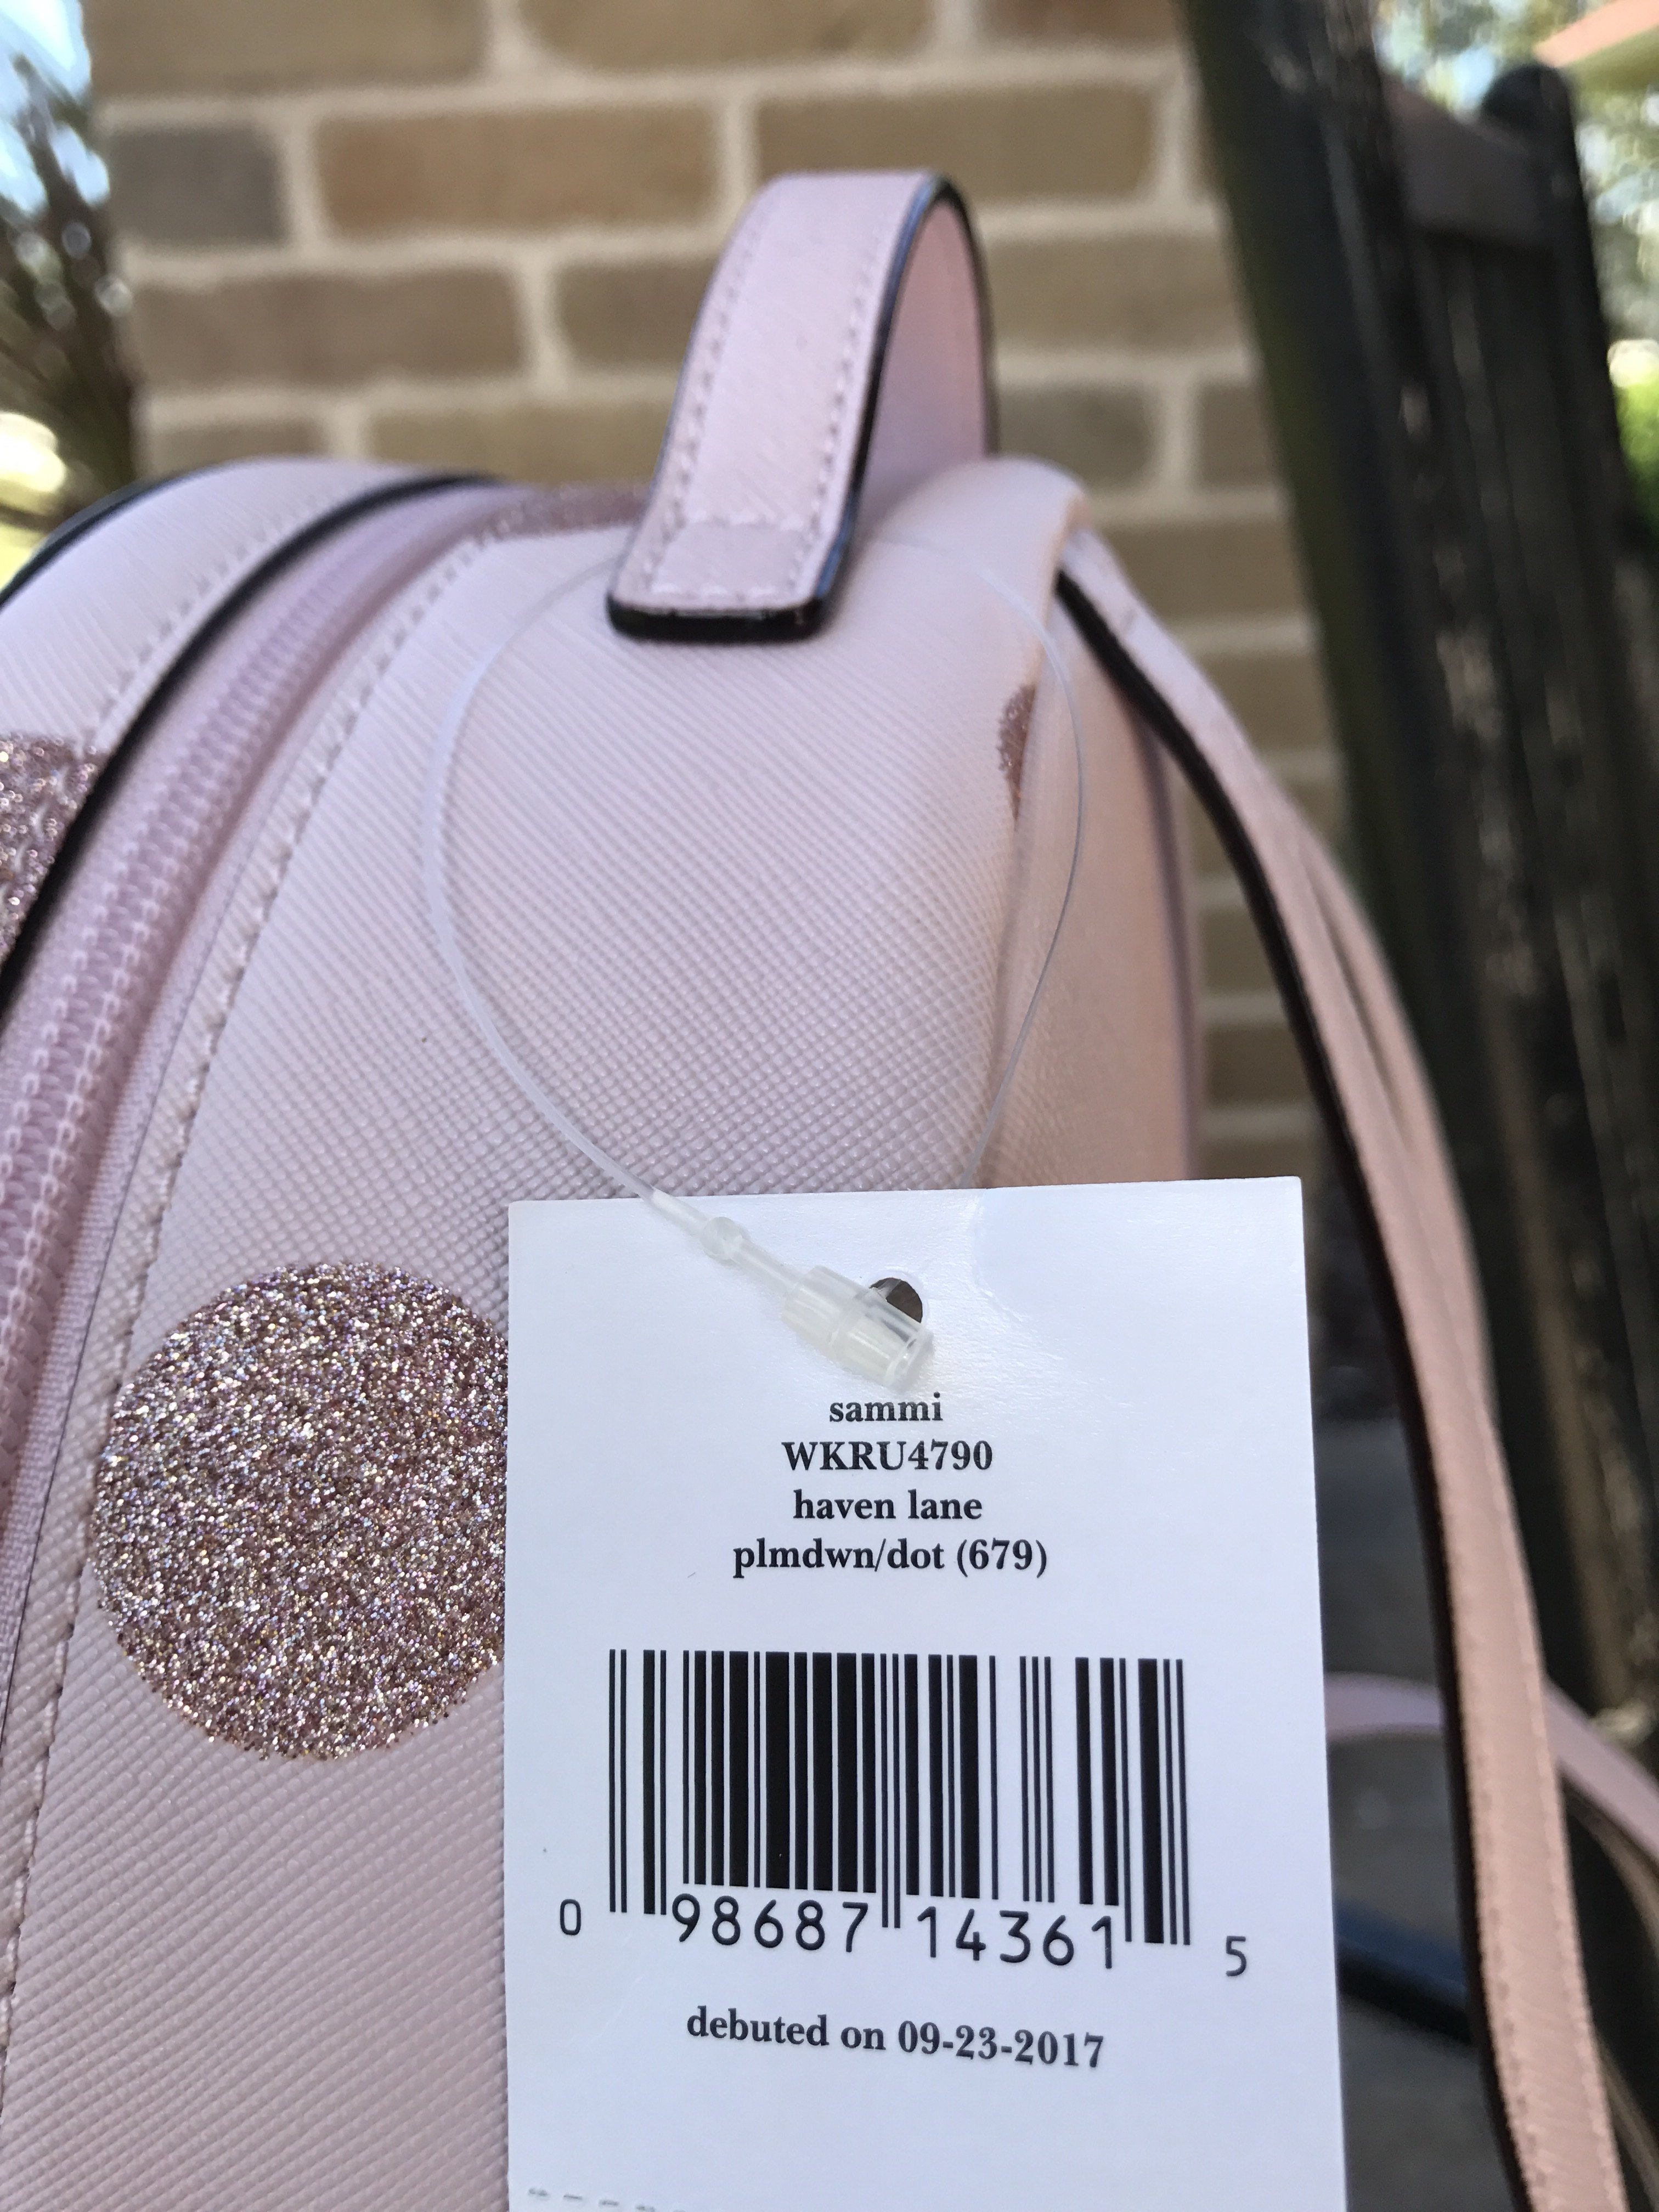 sammi
WKRU4790
haven lane
plmdwn/dot (679)
0 98687 14361 5
debuted on 09-23-2017